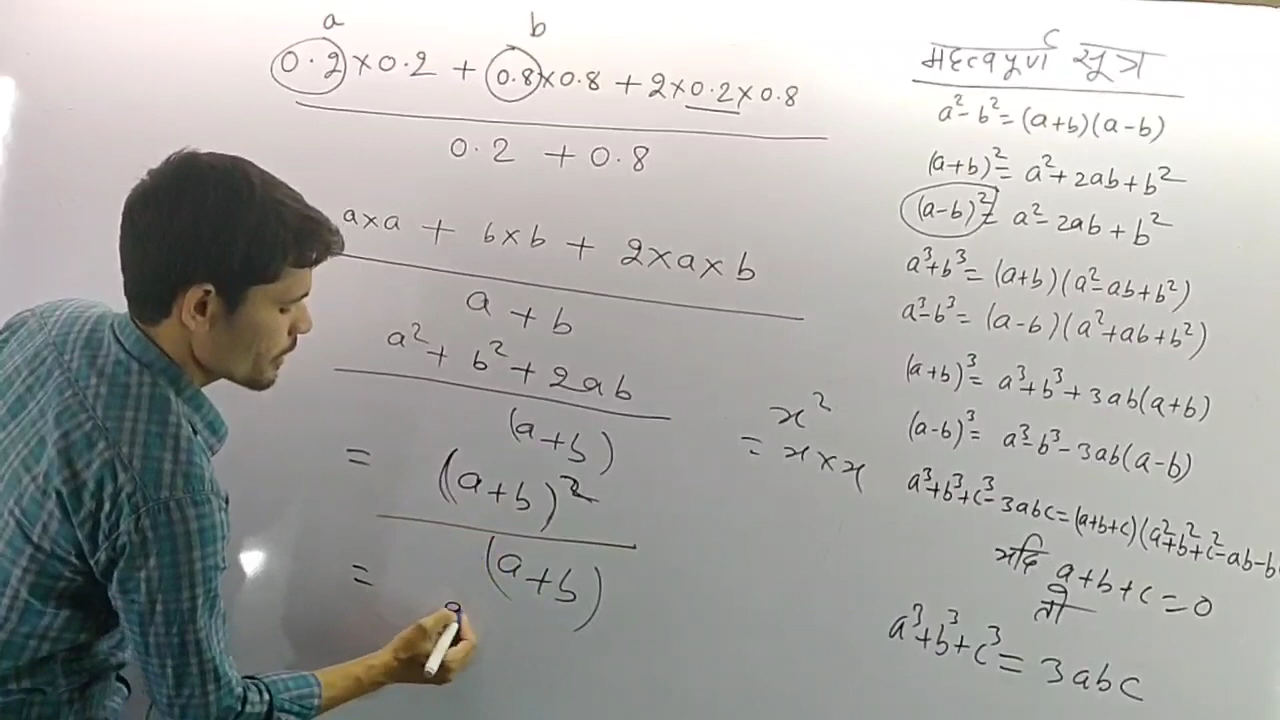 a b
0.2×0.2 + 0.8×0.8 + 2×0.2×0.8
0.2 + 0.8
a×a + b×b + 2×a×b
a + b
a² + b² + 2ab
(a+b)
= (a+b)²
(a+b)
=
x²
= x×x
c
महत्वपूर्ण सूत्र
a²-b² = (a+b)(a-b)
(a+b)² = a²+2ab+b²
(a-b)² = a²-2ab+b²
a³+b³ = (a+b)(a²-ab+b²)
a³-b³ = (a-b)(a²+ab+b²)
(a+b)³ = a³+b³+3ab(a+b)
(a-b)³ = a³-b³-3ab(a-b)
a³+b³+c³-3abc = (a+b+c)(a²+b²+c²-ab-b
यदि a+b+c=0
तो
a³+b³+c³ = 3abc